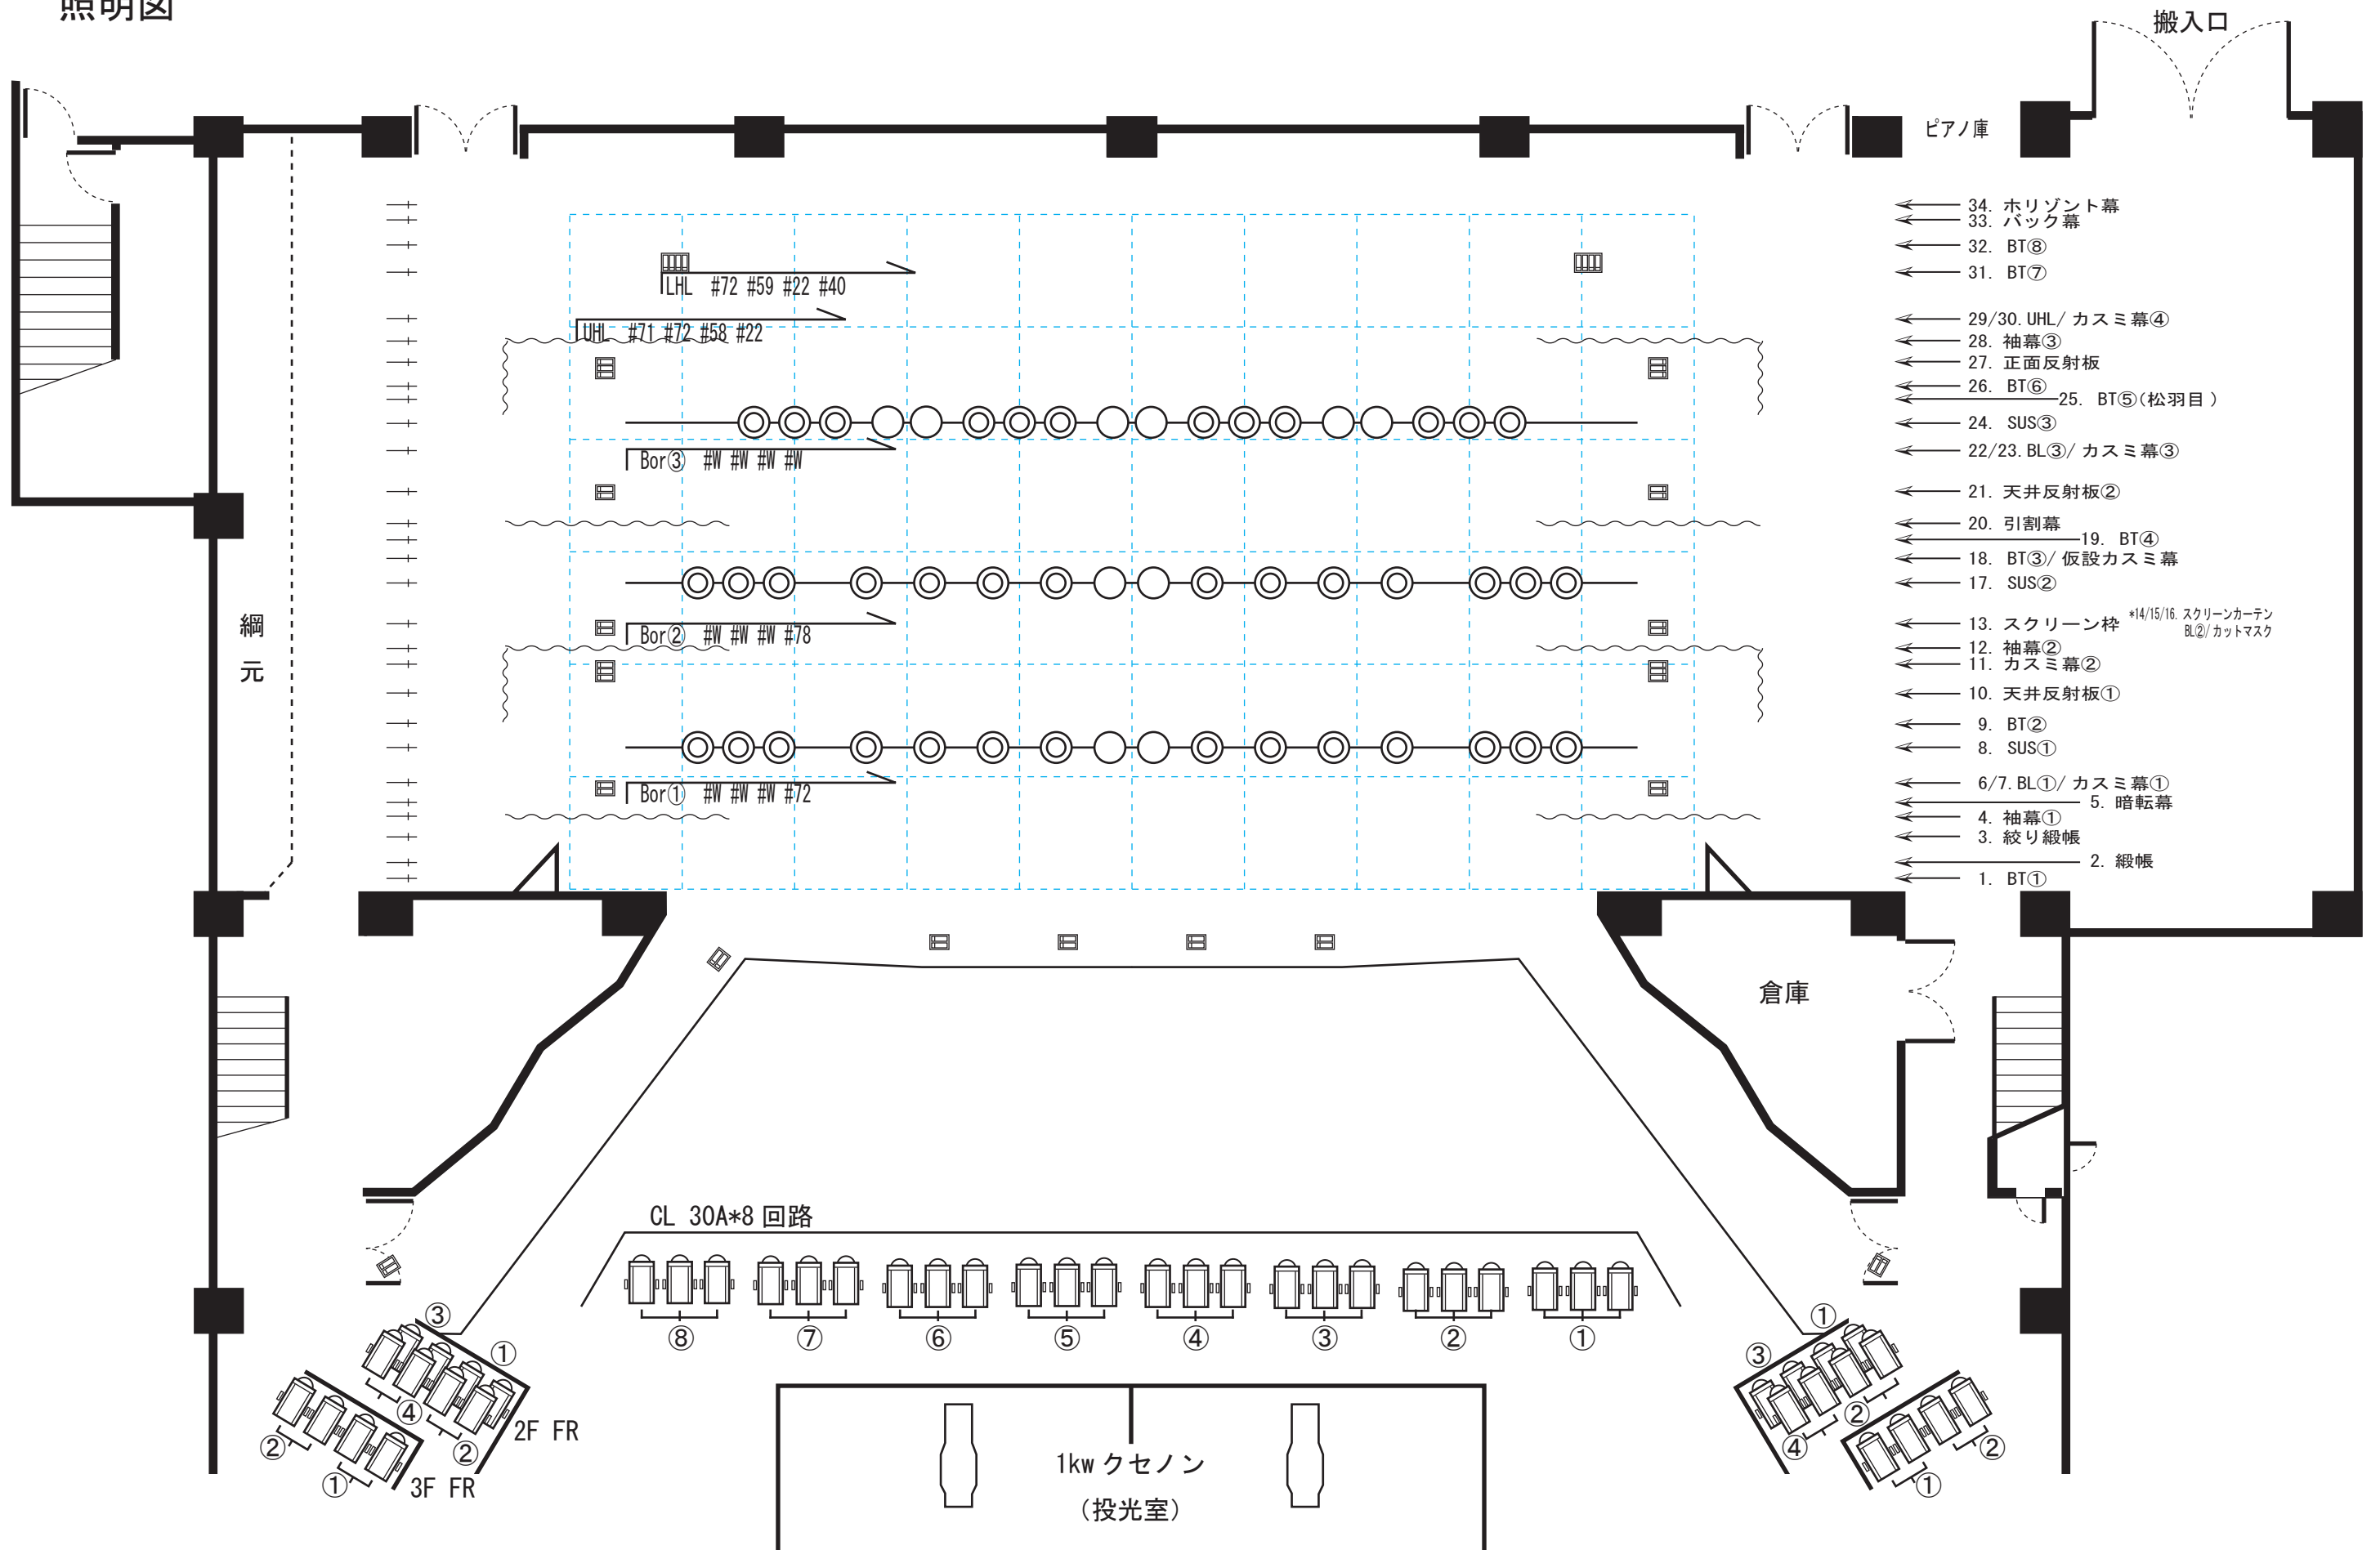 照明図
搬入口
ピアノ庫
34. ホリゾント幕
33. バック幕
32. BT⑧
31. BT⑦
LHL #72 #59 #22 #40
29/30. UHL/ カスミ幕④
UHL #71 #72 #58 #22
28. 袖幕③
27. 正面反射板
26. BT⑥
25. BT⑤(松羽目)
24. SUS③
22/23. BL③/ カスミ幕③
Bor③ #W #W #W #W
21. 天井反射板②
20. 引割幕
19. BT④
18. BT③/ 仮設カスミ幕
17. SUS②
綱元
13. スクリーン枠 *14/15/16. スクリーンカーテン
BL②/ カットマスク
Bor② #W #W #W #78
12. 袖幕②
11. カスミ幕②
10. 天井反射板①
9. BT②
8. SUS①
6/7. BL①/ カスミ幕①
Bor① #W #W #W #72
5. 暗転幕
4. 袖幕①
3. 絞り緞帳
2. 緞帳
1. BT①
倉庫
CL 30A*8 回路
⑧ ⑦ ⑥ ⑤ ④ ③ ② ①
③ ①
④ ②
2F FR
② ①
3F FR
① ③
② ④
② ①
1kw クセノン
(投光室)